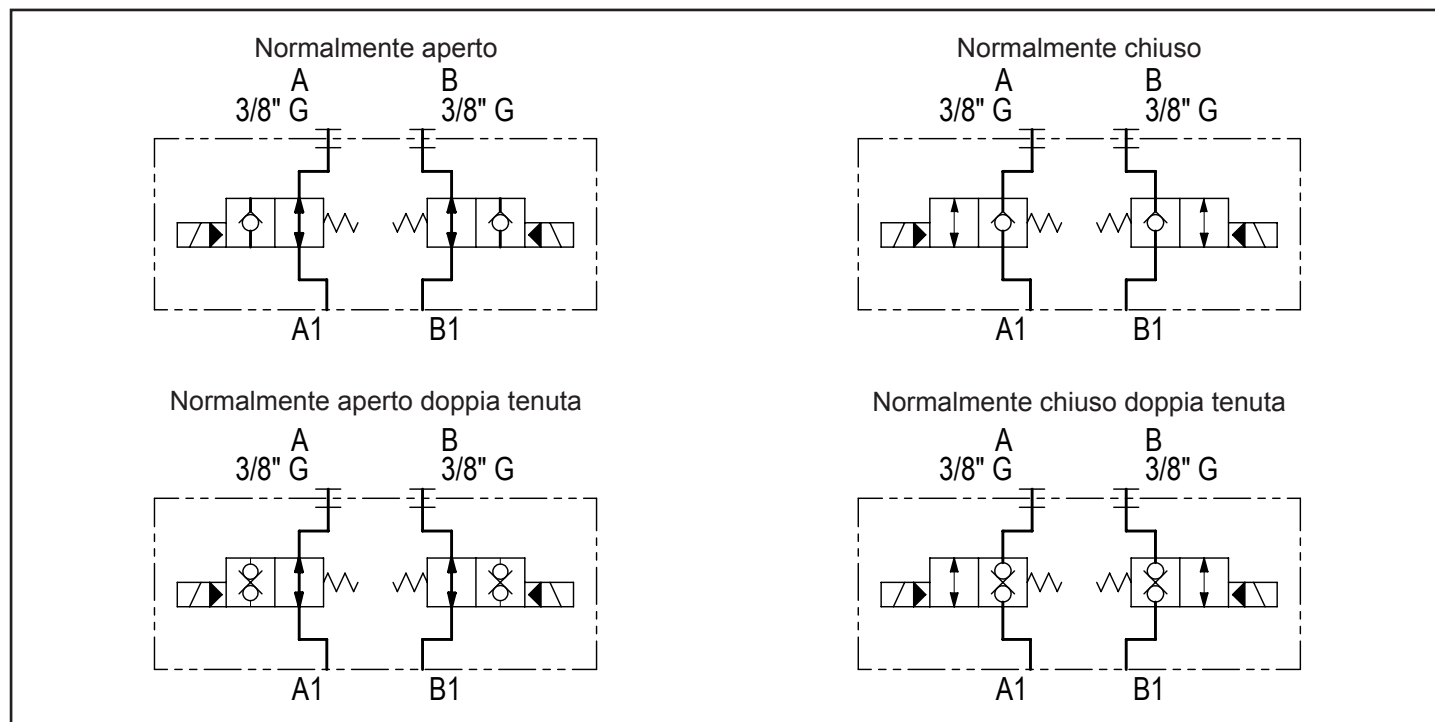 Normalmente aperto
A B
3/8" G 3/8" G
A1 B1
Normalmente chiuso
A B
3/8" G 3/8" G
A1 B1
Normalmente aperto doppia tenuta
A B
3/8" G 3/8" G
A1 B1
Normalmente chiuso doppia tenuta
A B
3/8" G 3/8" G
A1 B1